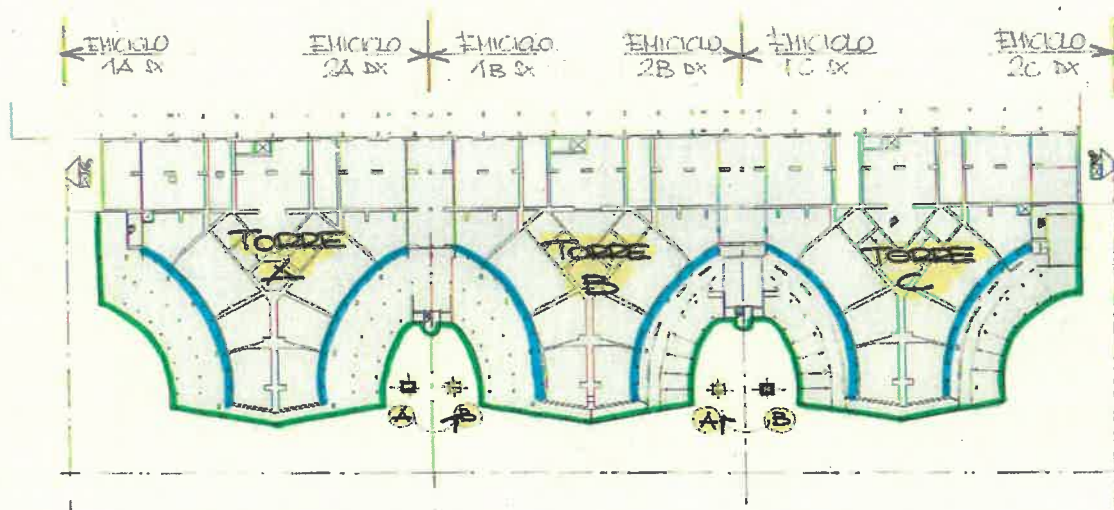 EMICICLO
1A SX
EMICICLO
2A DX
EMICICLO
1B SX
EMICICLO
2B DX
EMICICLO
1C SX
EMICICLO
2C DX
TORRE
TORRE
B
TORRE
C
A
B
A
B